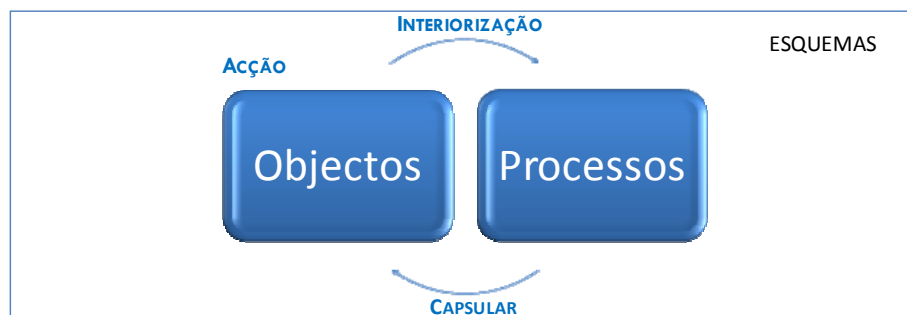 INTERIORIZAÇÃO
ESQUEMAS
ACÇÃO
Objectos Processos
CAPSULAR